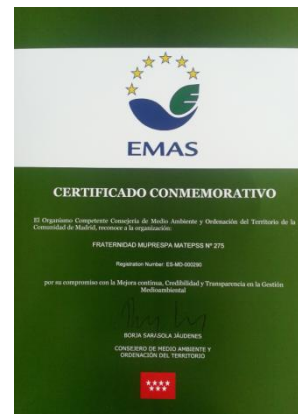 EMAS
CERTIFICADO CONMEMORATIVO
El Organismo Competente Consejería de Medio Ambiente y Ordenación del Territorio de la
Comunidad de Madrid, reconoce a la organización:
FRATERNIDAD MUPRESPA MATEPSS Nº 275
Registration Number: ES-MD-000280
por su compromiso con la Mejora continua, Credibilidad y Transparencia en la Gestión
Medioambiental
BORJA SARASOLA JÁUDENES
CONSEJERO DE MEDIO AMBIENTE Y
ORDENACIÓN DEL TERRITORIO